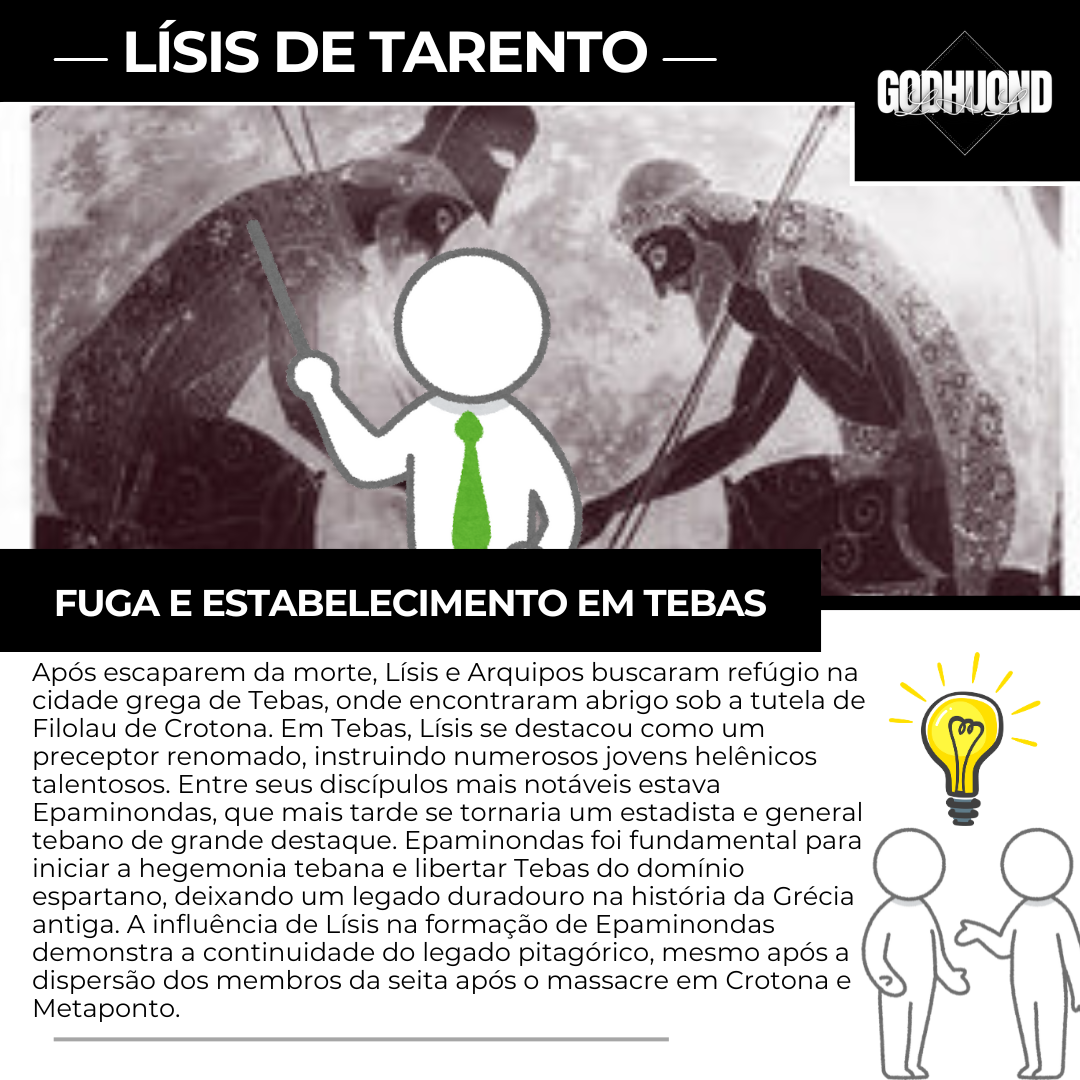 LÍSIS DE TARENTO
GODHUOND
FUGA E ESTABELECIMENTO EM TEBAS
Após escaparem da morte, Lísis e Arquipos buscaram refúgio na
cidade grega de Tebas, onde encontraram abrigo sob a tutela de
Filolau de Crotona. Em Tebas, Lísis se destacou como um
preceptor renomado, instruindo numerosos jovens helênicos
talentosos. Entre seus discípulos mais notáveis estava
Epaminondas, que mais tarde se tornaria um estadista e general
tebano de grande destaque. Epaminondas foi fundamental para
iniciar a hegemonia tebana e libertar Tebas do domínio
espartano, deixando um legado duradouro na história da Grécia
antiga. A influência de Lísis na formação de Epaminondas
demonstra a continuidade do legado pitagórico, mesmo após a
dispersão dos membros da seita após o massacre em Crotona e
Metaponto.